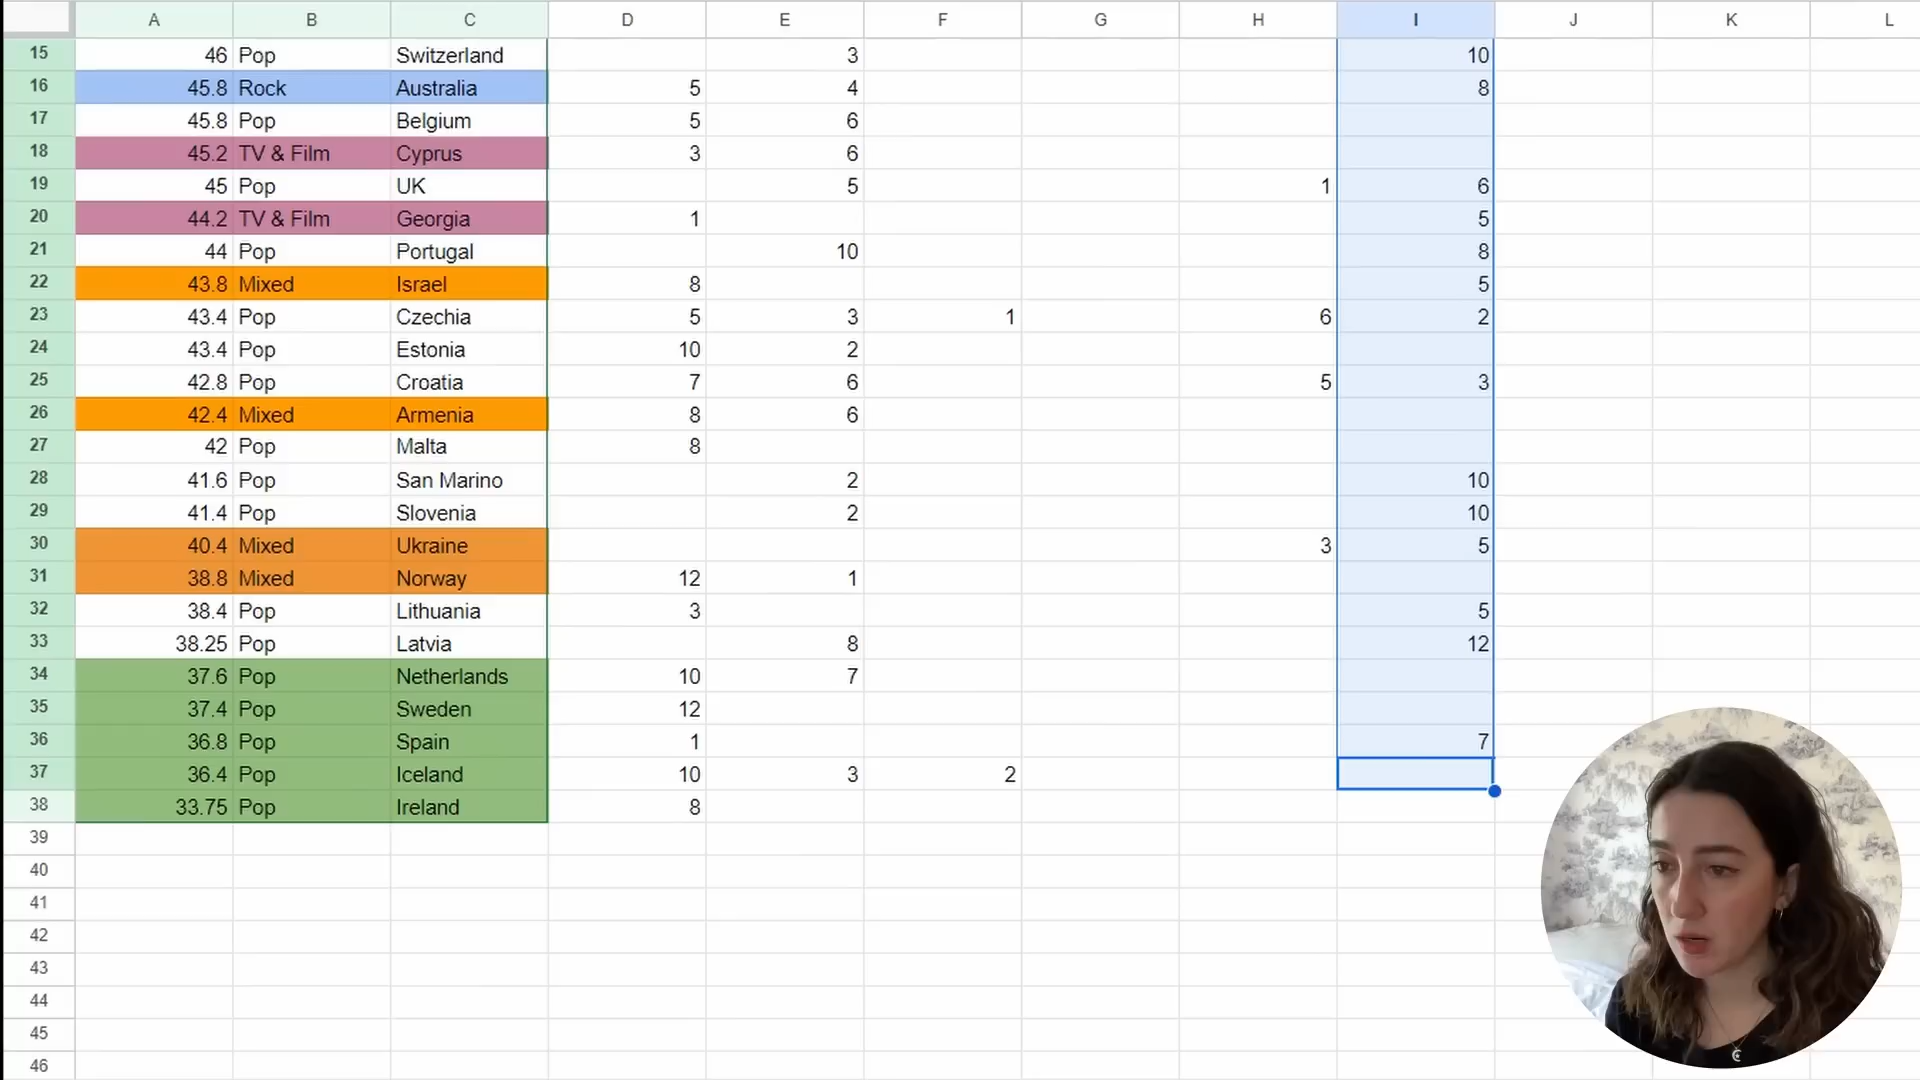 A B C D E F G H I J K L
15 46 Pop Switzerland 3 10
16 45.8 Rock Australia 5 4 8
17 45.8 Pop Belgium 5 6
18 45.2 TV & Film Cyprus 3 6
19 45 Pop UK 5 1 6
20 44.2 TV & Film Georgia 1 5
21 44 Pop Portugal 10 8
22 43.8 Mixed Israel 8 5
23 43.4 Pop Czechia 5 3 1 6 2
24 43.4 Pop Estonia 10 2
25 42.8 Pop Croatia 7 6 5 3
26 42.4 Mixed Armenia 8 6
27 42 Pop Malta 8
28 41.6 Pop San Marino 2 10
29 41.4 Pop Slovenia 2 10
30 40.4 Mixed Ukraine 3 5
31 38.8 Mixed Norway 12 1
32 38.4 Pop Lithuania 3 5
33 38.25 Pop Latvia 8 12
34 37.6 Pop Netherlands 10 7
35 37.4 Pop Sweden 12
36 36.8 Pop Spain 1 7
37 36.4 Pop Iceland 10 3 2
38 33.75 Pop Ireland 8
39
40
41
42
43
44
45
46